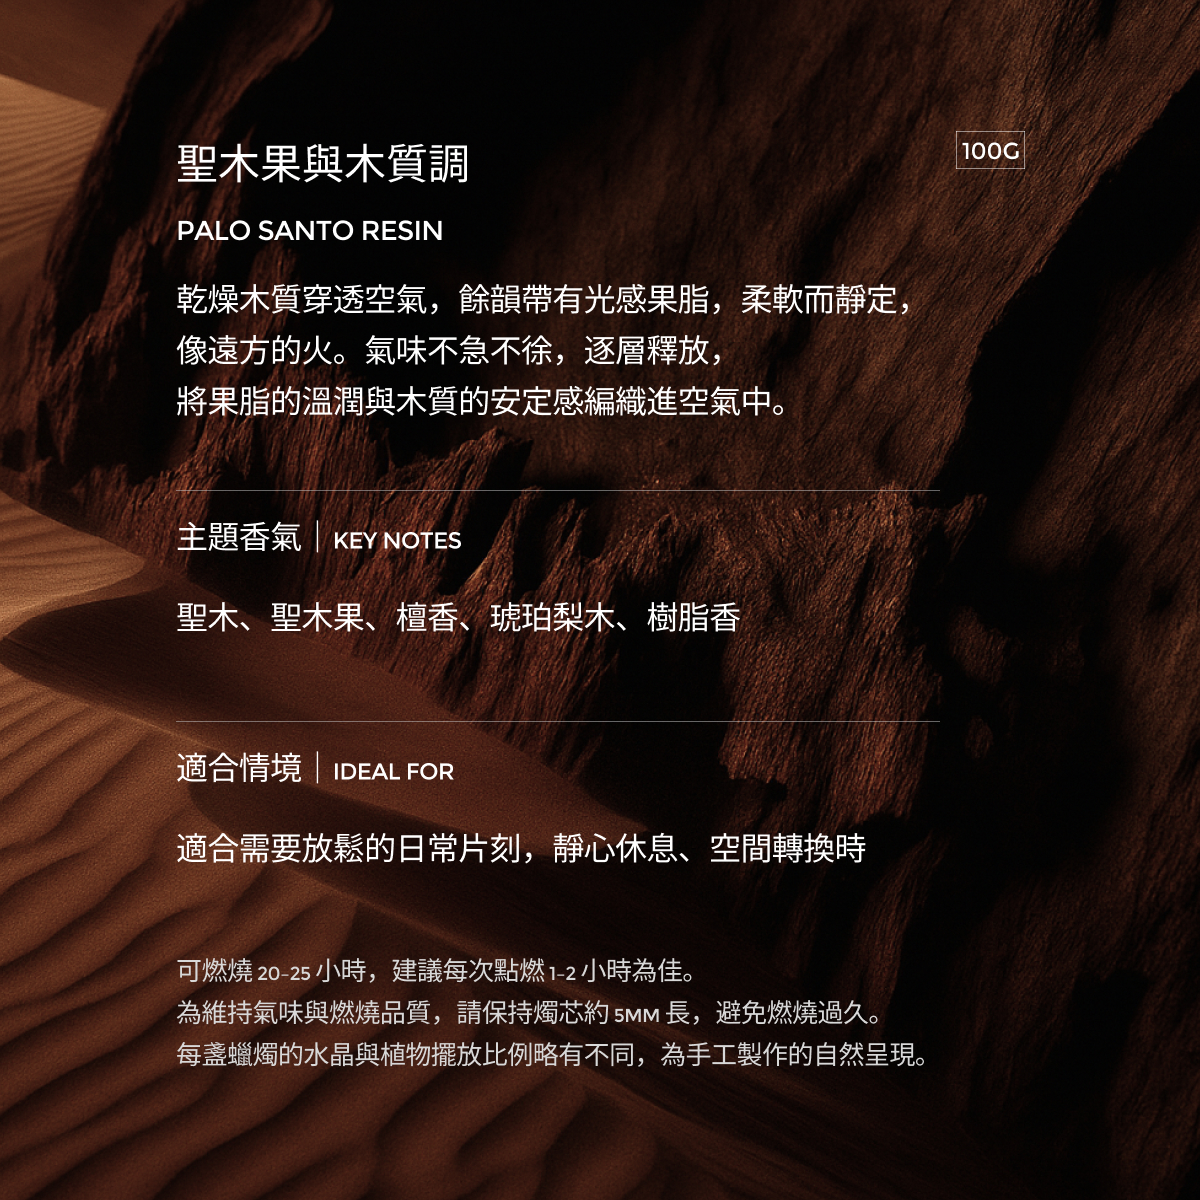 聖木果與木質調
100G
PALO SANTO RESIN
乾燥木質穿透空氣，餘韻帶有光感果脂，柔軟而靜定，
像遠方的火。氣味不急不徐，逐層釋放，
將果脂的溫潤與木質的安定感編織進空氣中。
主題香氣｜KEY NOTES
聖木、聖木果、檀香、琥珀梨木、樹脂香
適合情境｜IDEAL FOR
適合需要放鬆的日常片刻，靜心休息、空間轉換時
可燃燒 20-25 小時，建議每次點燃 1-2 小時為佳。
為維持氣味與燃燒品質，請保持燭芯約 5MM 長，避免燃燒過久。
每盞蠟燭的水晶與植物擺放比例略有不同，為手工製作的自然呈現。